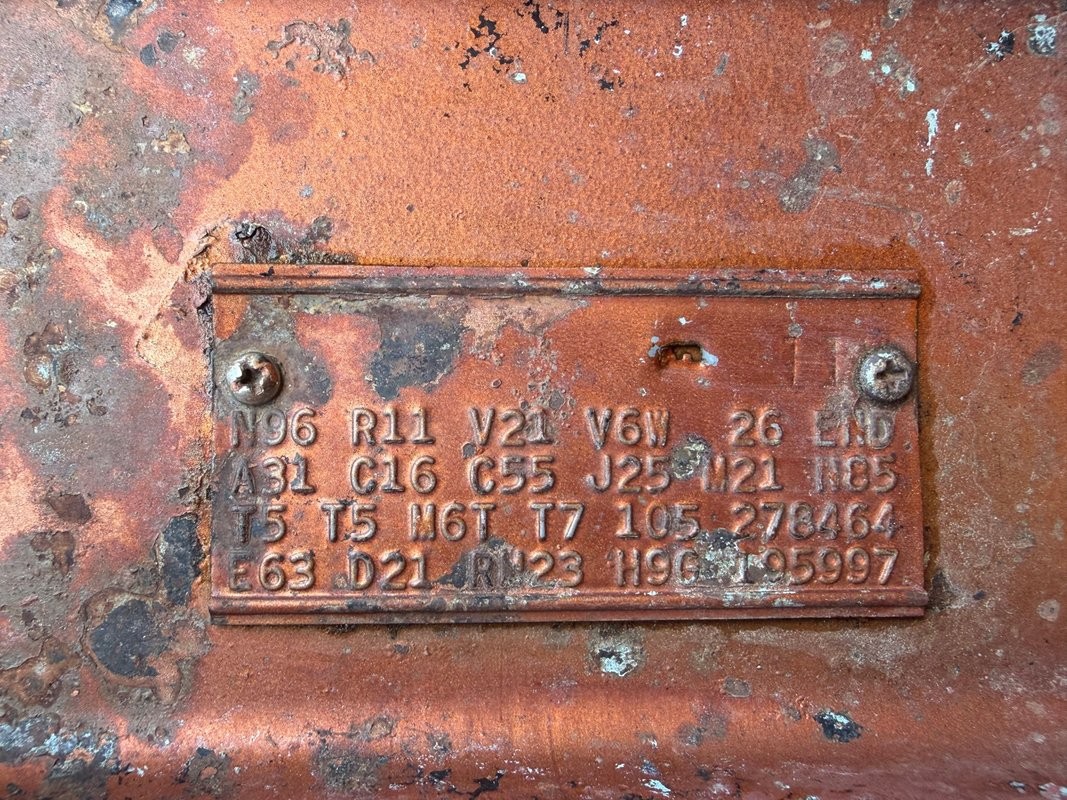 N96 R11 V21 V6W 26 END
A31 C16 C55 J25 M21 N85
T5 T5 M6T T7 105 278464
E63 D21 RM23 195997